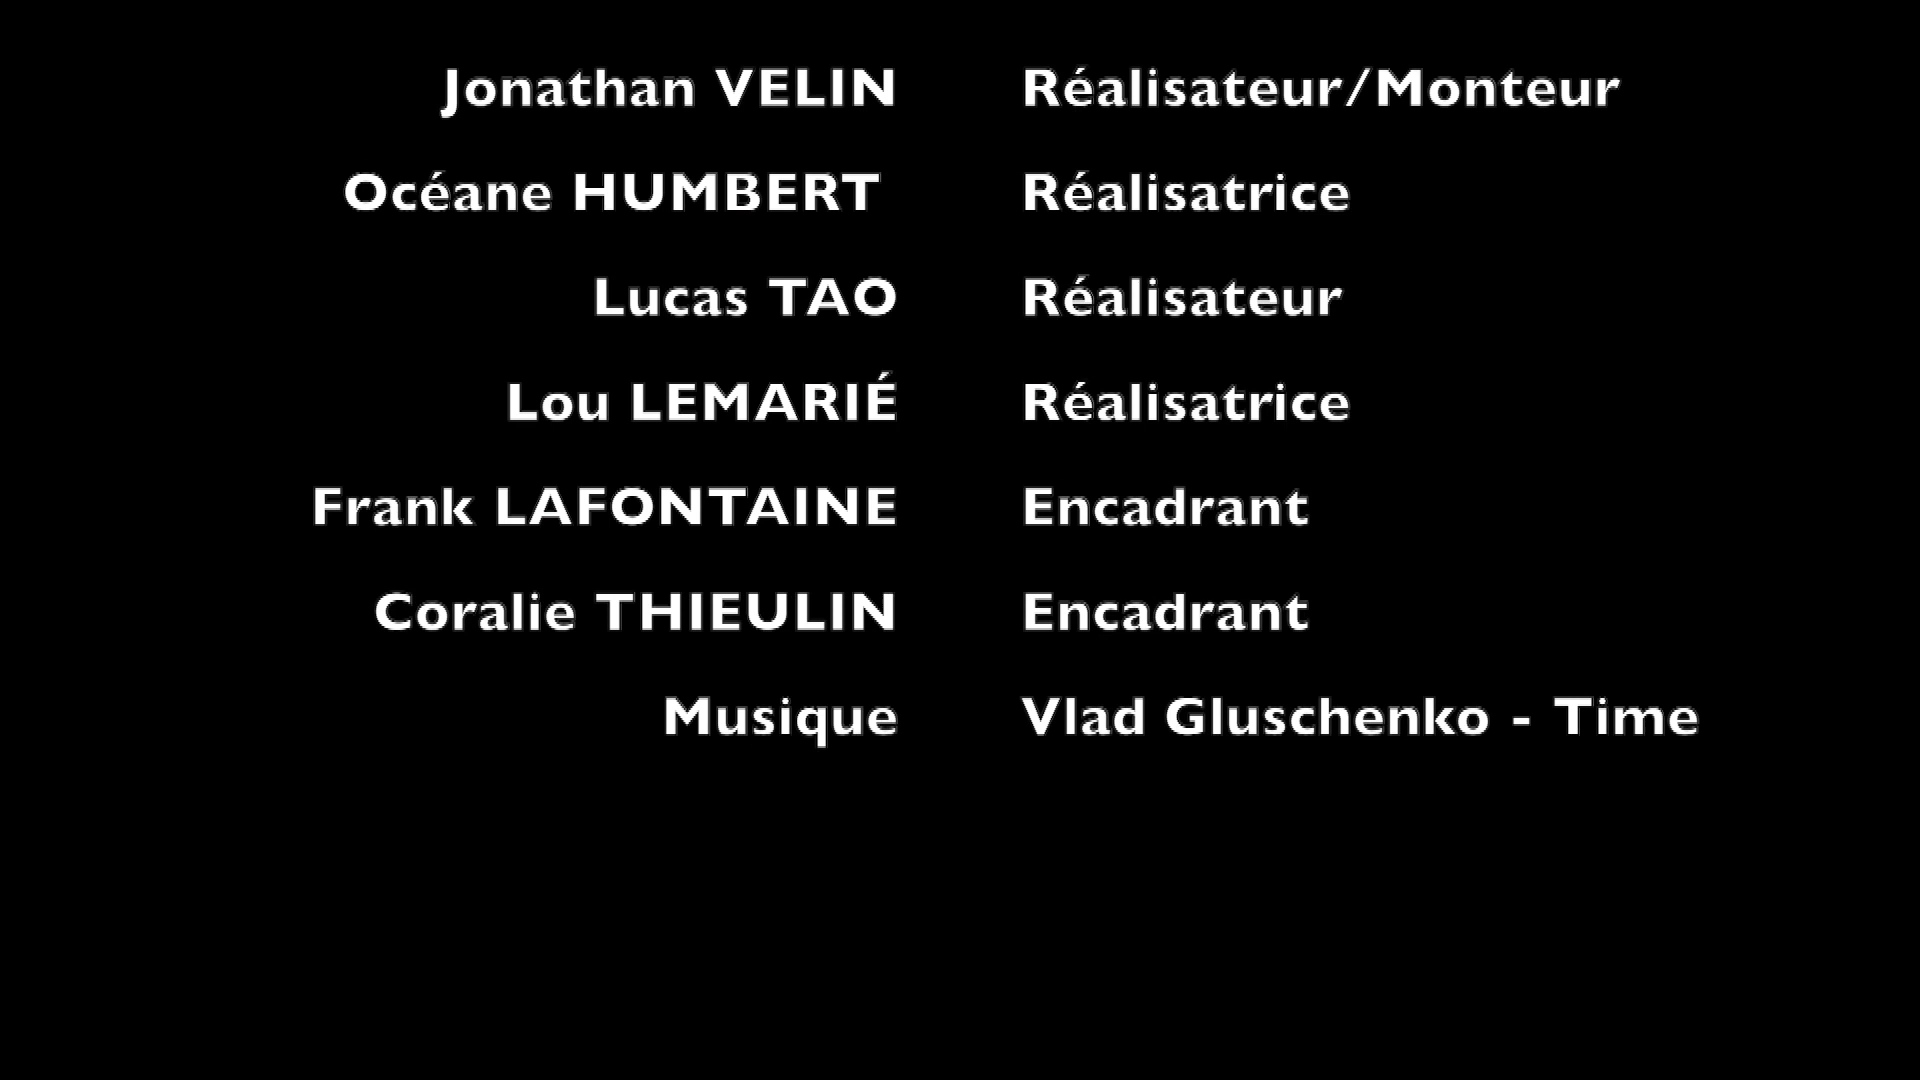 Jonathan VELIN Réalisateur/Monteur
Océane HUMBERT Réalisatrice
Lucas TAO Réalisateur
Lou LEMARIÉ Réalisatrice
Frank LAFONTAINE Encadrant
Coralie THIEULIN Encadrant
Musique Vlad Gluschenko - Time